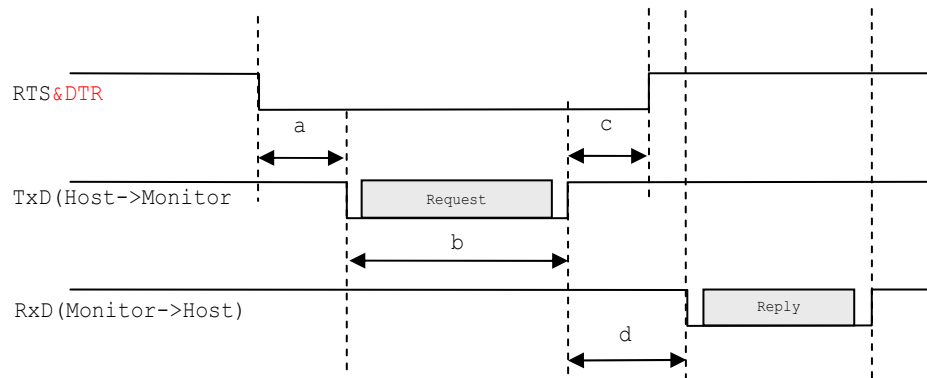 RTS&DTR
a
c
TxD(Host->Monitor
Request
b
RxD(Monitor->Host)
Reply
d